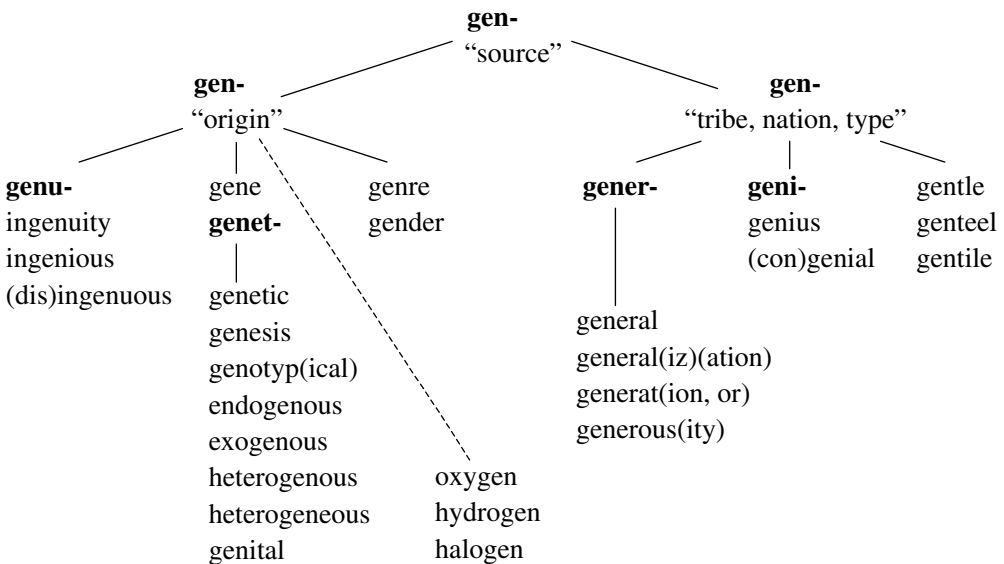 gen-
“source”
gen-
“origin”
gen-
“tribe, nation, type”
genu-
ingenuity
ingenious
(dis)ingenuous
gene
genet-
genetic
genesis
genotyp(ical)
endogenous
exogenous
heterogenous
heterogeneous
genital
genre
gender
oxygen
hydrogen
halogen
gener-
general
general(iz)(ation)
generat(ion, or)
generous(ity)
geni-
genius
(con)genial
gentle
genteel
gentile